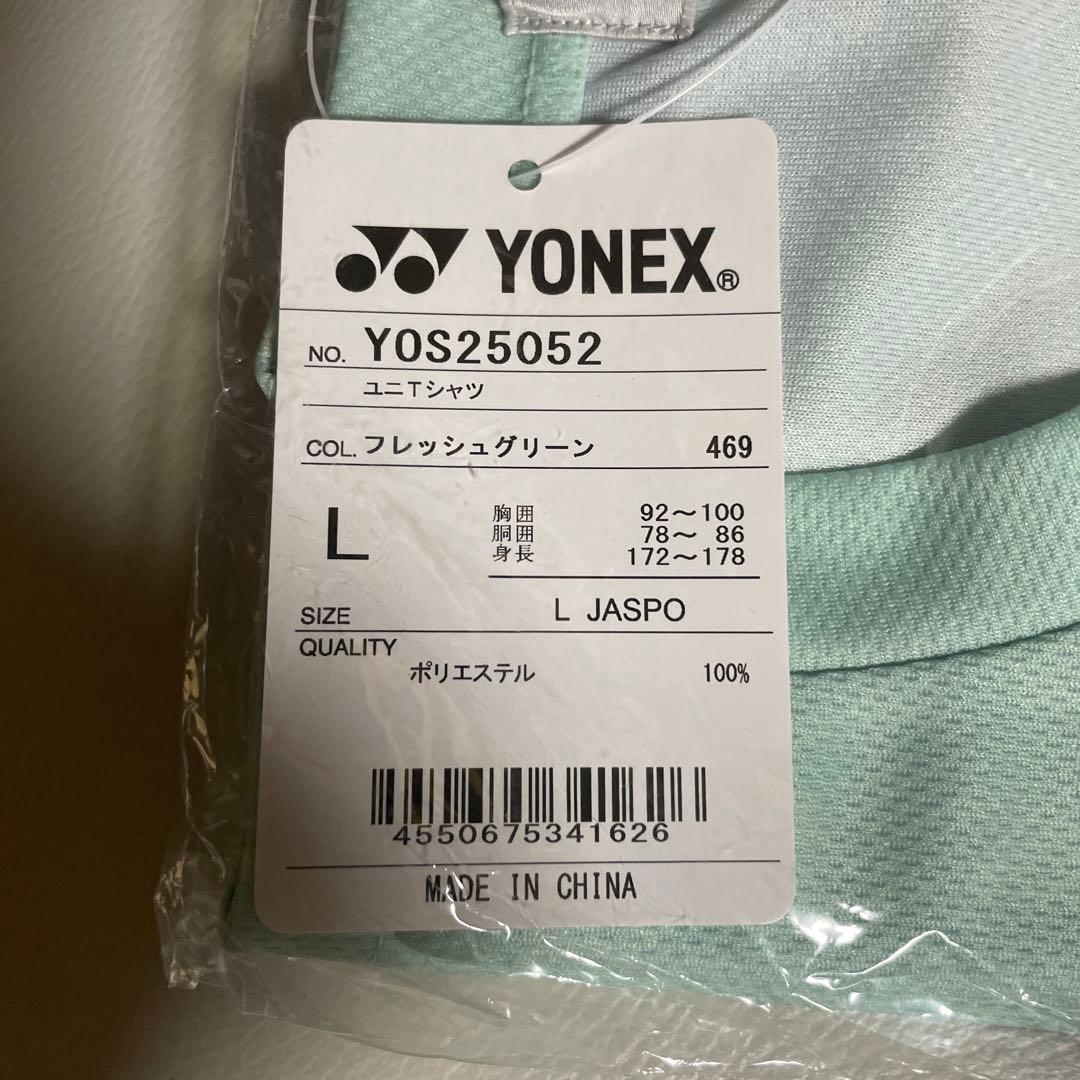 YONEX®
NO. YOS25052
ユニTシャツ
COL. フレッシュグリーン 469
L
胸囲 92～100
胴囲 78～ 86
身長 172～178
SIZE L JASPO
QUALITY
ポリエステル 100%
4550675341626
MADE IN CHINA